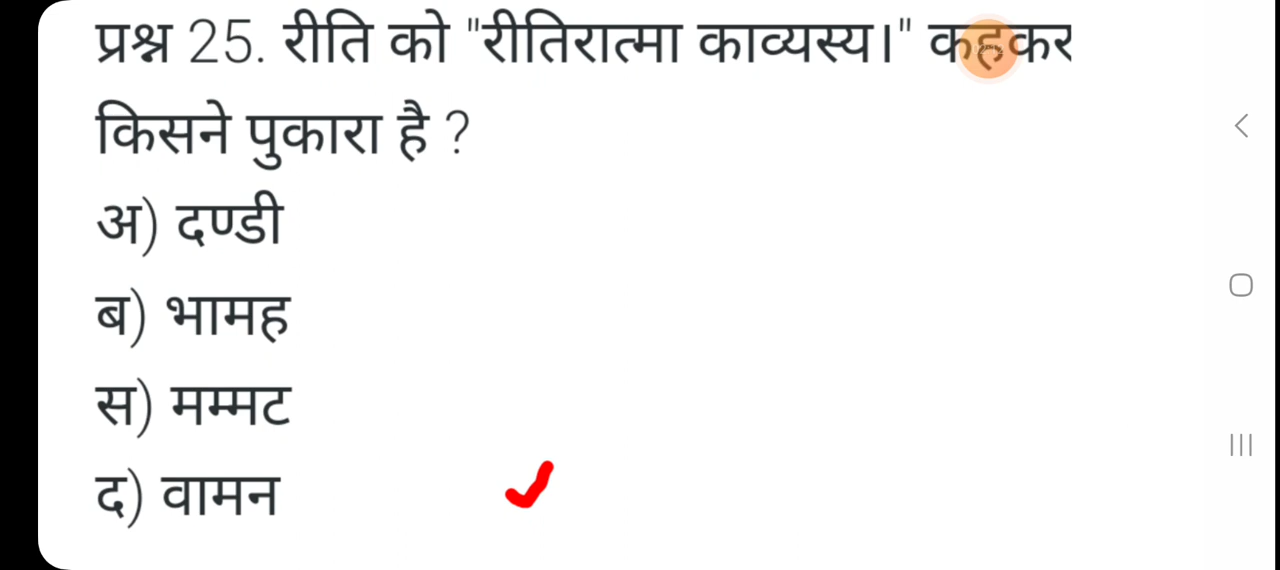 प्रश्न 25. रीति को "रीतिरात्मा काव्यस्य।" कहकर
किसने पुकारा है ?
अ) दण्डी
ब) भामह
स) मम्मट
द) वामन